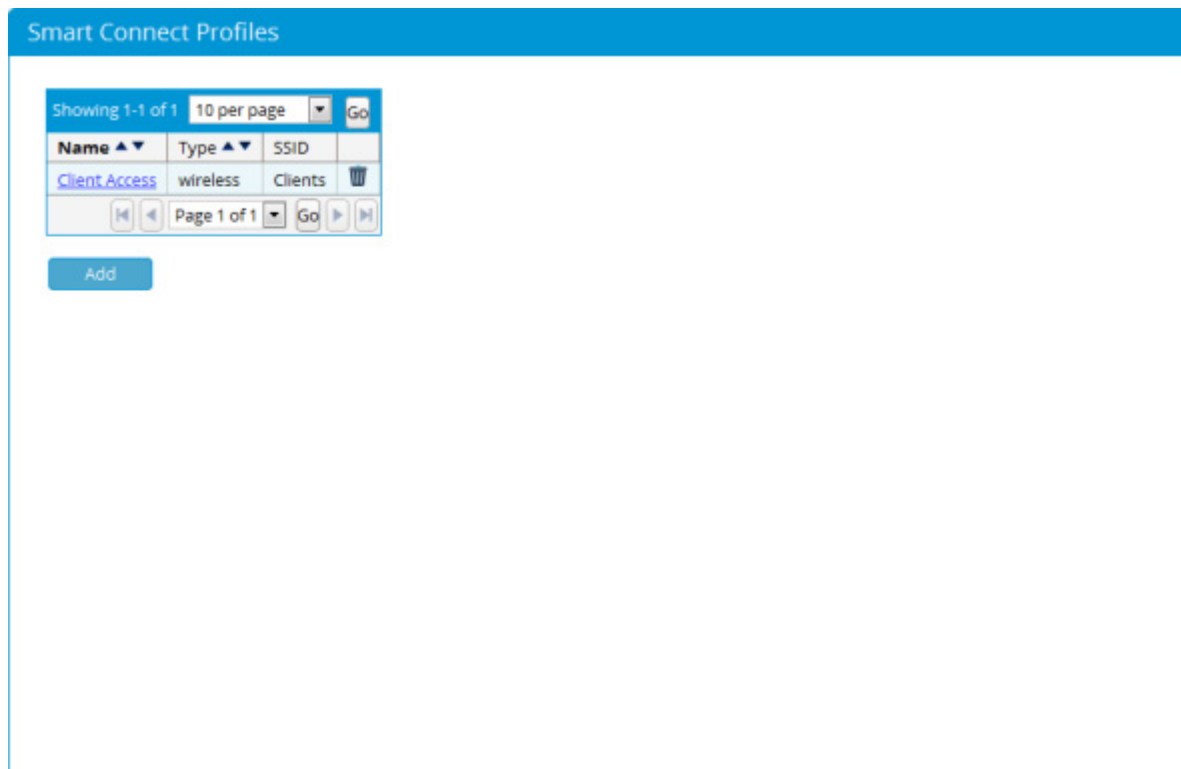 Smart Connect Profiles
Showing 1-1 of 1 10 per page Go
Name Type SSID
Client Access wireless Clients
Page 1 of 1 Go
Add